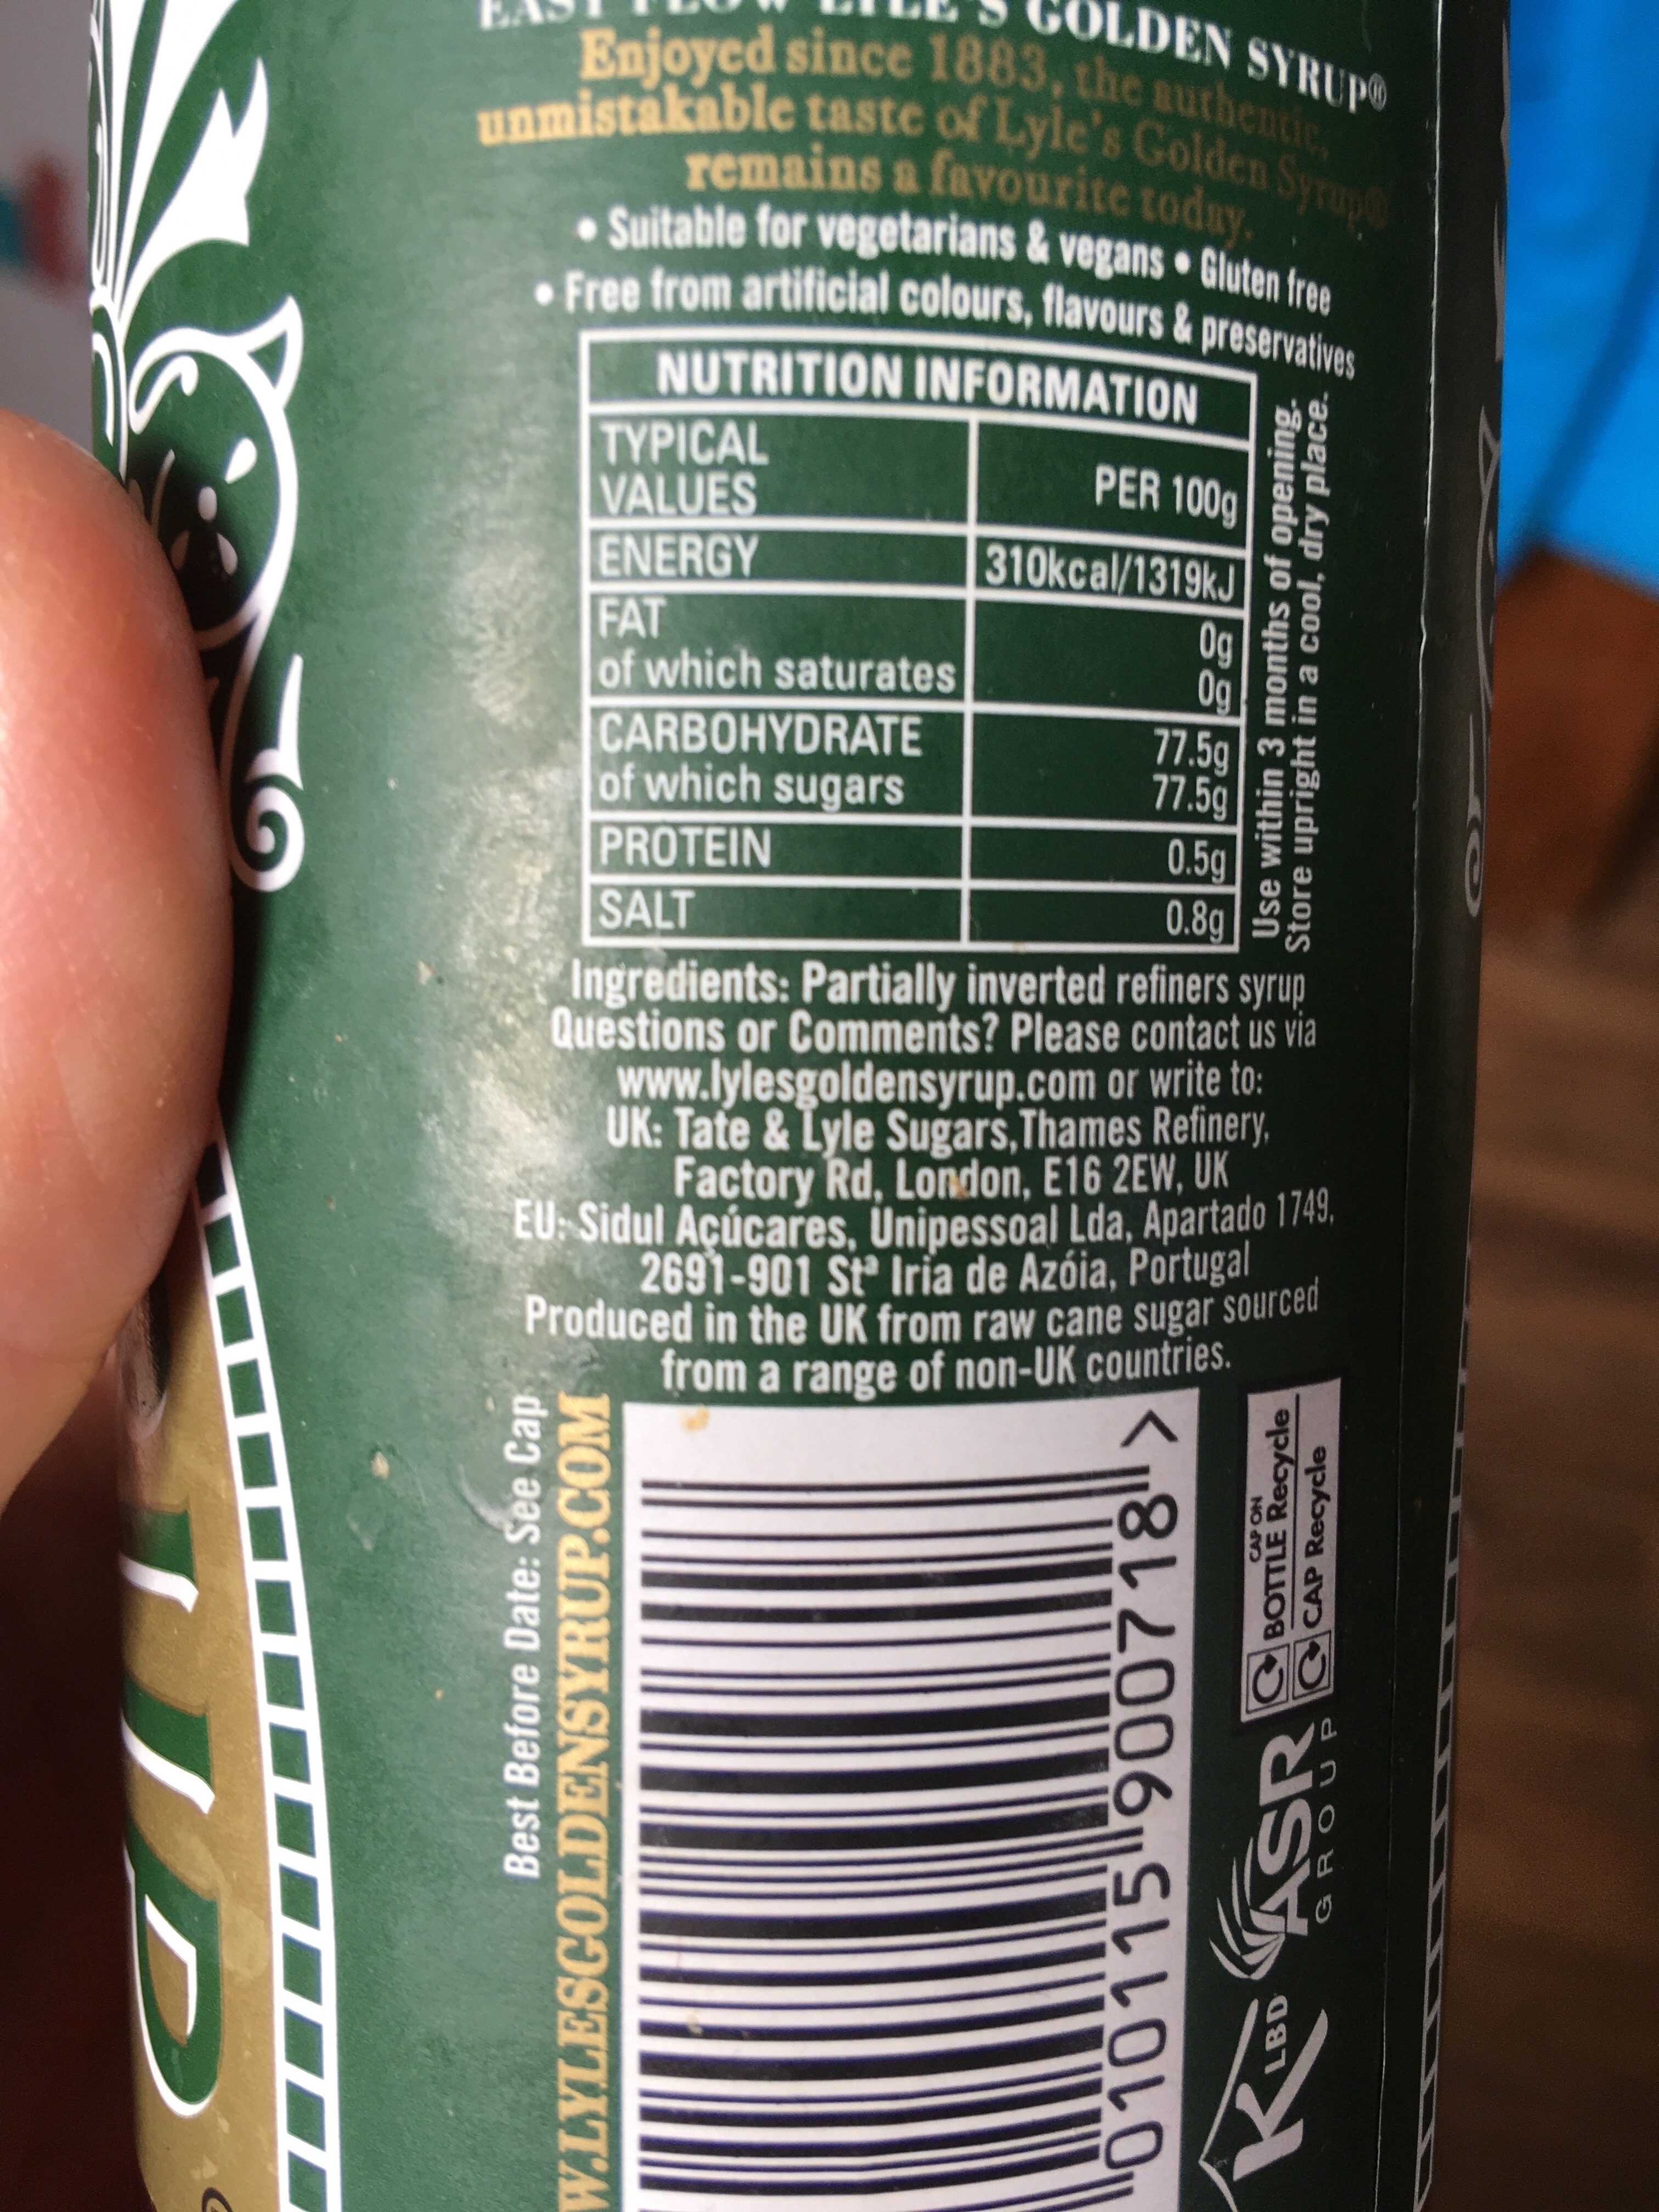 EASY FLOW LYLE'S GOLDEN SYRUP®
Enjoyed since 1883, the authentic,
unmistakable taste of Lyle's Golden Syrup®
remains a favourite today.
• Suitable for vegetarians & vegans • Gluten free
• Free from artificial colours, flavours & preservatives
NUTRITION INFORMATION
TYPICAL VALUES PER 100g
ENERGY 310kcal/1319kJ
FAT 0g
of which saturates 0g
CARBOHYDRATE 77.5g
of which sugars 77.5g
PROTEIN 0.5g
SALT 0.8g
Use within 3 months of opening.
Store upright in a cool, dry place.
Ingredients: Partially inverted refiners syrup
Questions or Comments? Please contact us via
www.lylesgoldensyrup.com or write to:
UK: Tate & Lyle Sugars, Thames Refinery,
Factory Rd, London, E16 2EW, UK
EU: Sidul Açúcares, Unipessoal Lda, Apartado 1749,
2691-901 Stª Iria de Azóia, Portugal
Produced in the UK from raw cane sugar sourced
from a range of non-UK countries.
Best Before Date: See Cap
W.LYLESGOLDENSYRUP.COM
010115 900718 >
CAP ON
BOTTLE Recycle
CAP Recycle
ASR
GROUP
K LBD
UP